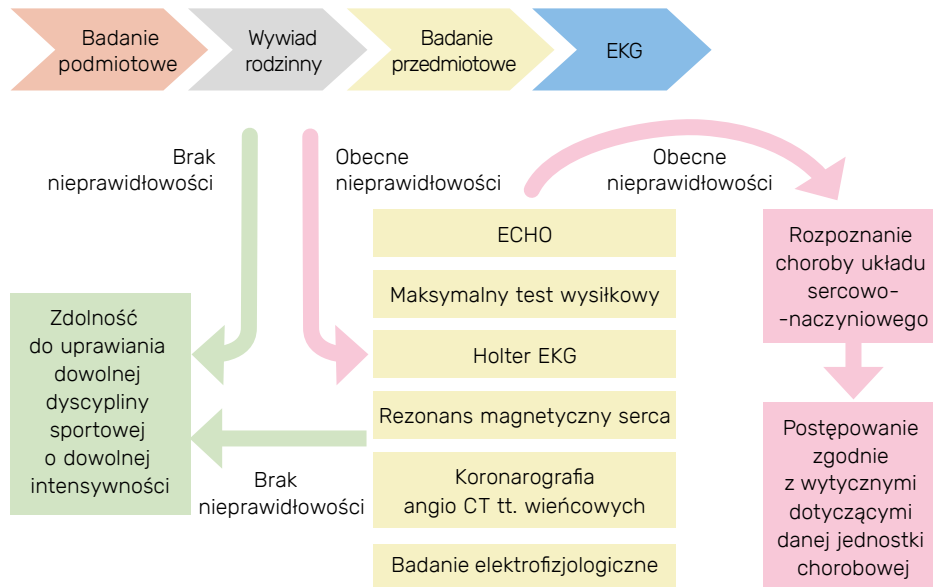 Badanie
podmiotowe
Wywiad
rodzinny
Badanie
przedmiotowe
EKG
Brak
nieprawidłowości
Obecne
nieprawidłowości
Obecne
nieprawidłowości
ECHO
Maksymalny test wysiłkowy
Holter EKG
Rezonans magnetyczny serca
Koronarografia
angio CT tt. wieńcowych
Badanie elektrofizjologiczne
Rozpoznanie
choroby układu
sercowo-
-naczyniowego
Zdolność
do uprawiania
dowolnej
dyscypliny
sportowej
o dowolnej
intensywności
Brak
nieprawidłowości
Postępowanie
zgodnie
z wytycznymi
dotyczącymi
danej jednostki
chorobowej